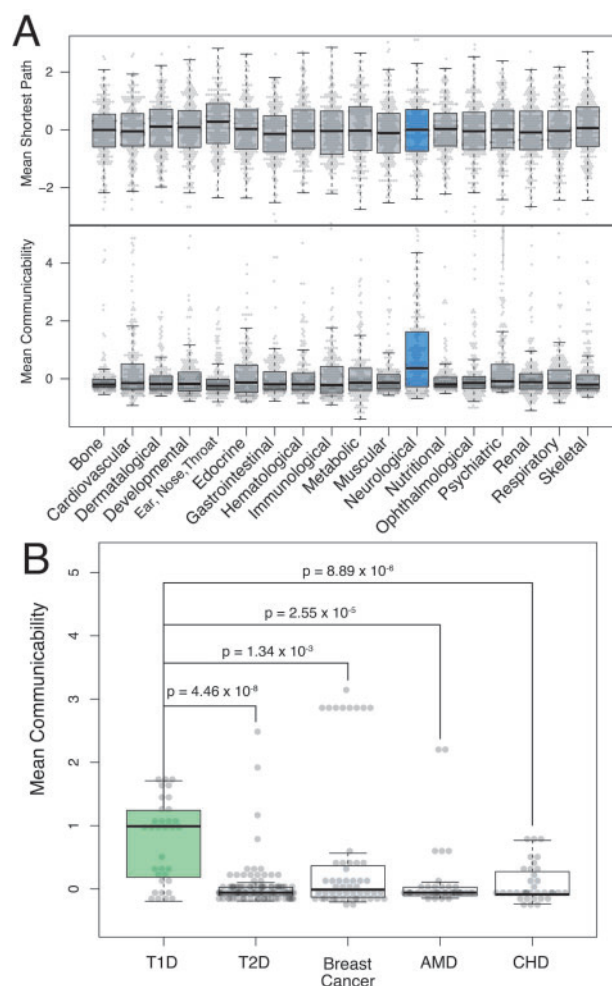 A
Mean Shortest Path
2
0
−2
Mean Communicability
4
2
0
Bone
Cardiovascular
Dermatalogical
Developmental
Ear, Nose,Throat
Edocrine
Gastrointestinal
Hematological
Immunological
Metabolic
Muscular
Neurological
Nutritional
Ophthalmological
Psychiatric
Renal
Respiratory
Skeletal
B
Mean Communicability
5
4
3
2
1
0
p = 8.89 x 10-6
p = 2.55 x 10-5
p = 1.34 x 10-3
p = 4.46 x 10-8
T1D
T2D
Breast
Cancer
AMD
CHD